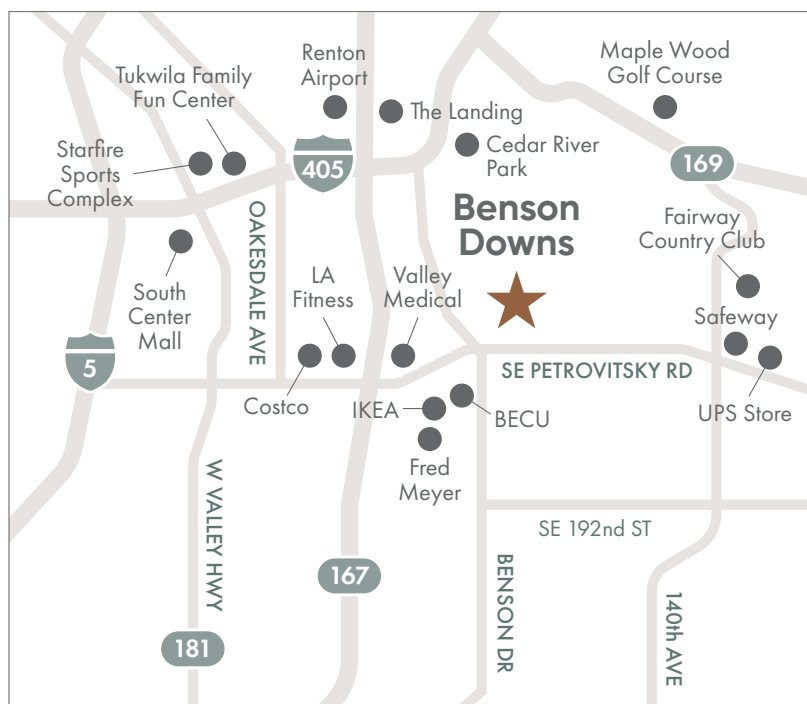 Tukwila Family
Fun Center
Renton
Airport
Maple Wood
Golf Course
The Landing
Starfire
Sports
Complex
405
Cedar River
Park
169
OAKESDALE AVE
Benson
Downs
Fairway
Country Club
South
Center
Mall
LA
Fitness
Valley
Medical
Safeway
5
SE PETROVITSKY RD
Costco
IKEA
BECU
UPS Store
Fred
Meyer
W VALLEY HWY
SE 192nd ST
167
BENSON DR
140th AVE
181